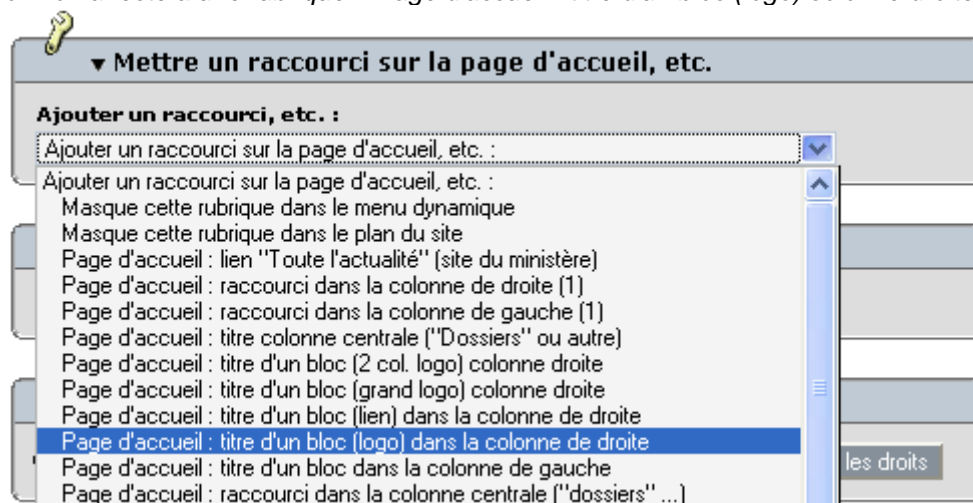 ▾ Mettre un raccourci sur la page d'accueil, etc.
Ajouter un raccourci, etc. :
Ajouter un raccourci sur la page d'accueil, etc. :
Ajouter un raccourci sur la page d'accueil, etc. :
Masque cette rubrique dans le menu dynamique
Masque cette rubrique dans le plan du site
Page d'accueil : lien "Toute l'actualité" (site du ministère)
Page d'accueil : raccourci dans la colonne de droite (1)
Page d'accueil : raccourci dans la colonne de gauche (1)
Page d'accueil : titre colonne centrale ("Dossiers" ou autre)
Page d'accueil : titre d'un bloc (2 col. logo) colonne droite
Page d'accueil : titre d'un bloc (grand logo) colonne droite
Page d'accueil : titre d'un bloc (lien) dans la colonne de droite
Page d'accueil : titre d'un bloc (logo) dans la colonne de droite
les droits
Page d'accueil : titre d'un bloc dans la colonne de gauche
Page d'accueil : raccourci dans la colonne centrale ("dossiers" ...)